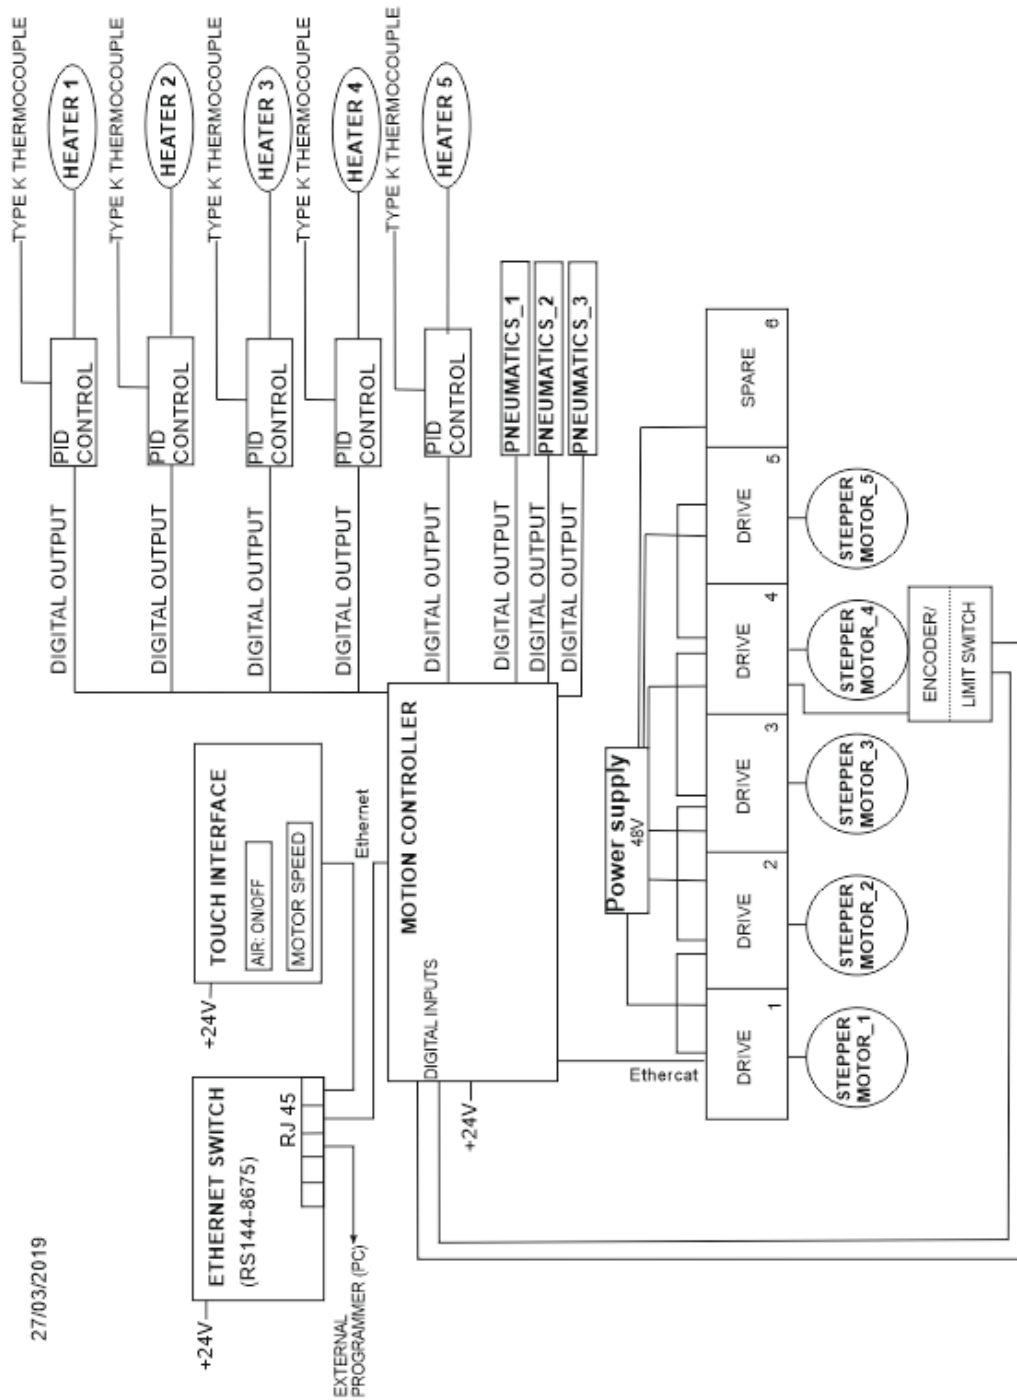 27/03/2019
+24V
ETHERNET SWITCH
(RS144-8675)
RJ 45
EXTERNAL
PROGRAMMER (PC)
+24V
TOUCH INTERFACE
AIR: ON/OFF
MOTOR SPEED
Ethernet
MOTION CONTROLLER
DIGITAL INPUTS
+24V
Ethercat
DIGITAL OUTPUT
PID
CONTROL
TYPE K THERMOCOUPLE
HEATER 1
DIGITAL OUTPUT
PID
CONTROL
TYPE K THERMOCOUPLE
HEATER 2
DIGITAL OUTPUT
PID
CONTROL
TYPE K THERMOCOUPLE
HEATER 3
DIGITAL OUTPUT
PID
CONTROL
TYPE K THERMOCOUPLE
HEATER 4
DIGITAL OUTPUT
PID
CONTROL
TYPE K THERMOCOUPLE
HEATER 5
DIGITAL OUTPUT
PNEUMATICS_1
DIGITAL OUTPUT
PNEUMATICS_2
DIGITAL OUTPUT
PNEUMATICS_3
Power supply
48V
DRIVE
1
DRIVE
2
DRIVE
3
DRIVE
4
DRIVE
5
SPARE
6
STEPPER
MOTOR_1
STEPPER
MOTOR_2
STEPPER
MOTOR_3
STEPPER
MOTOR_4
STEPPER
MOTOR_5
ENCODER/
LIMIT SWITCH